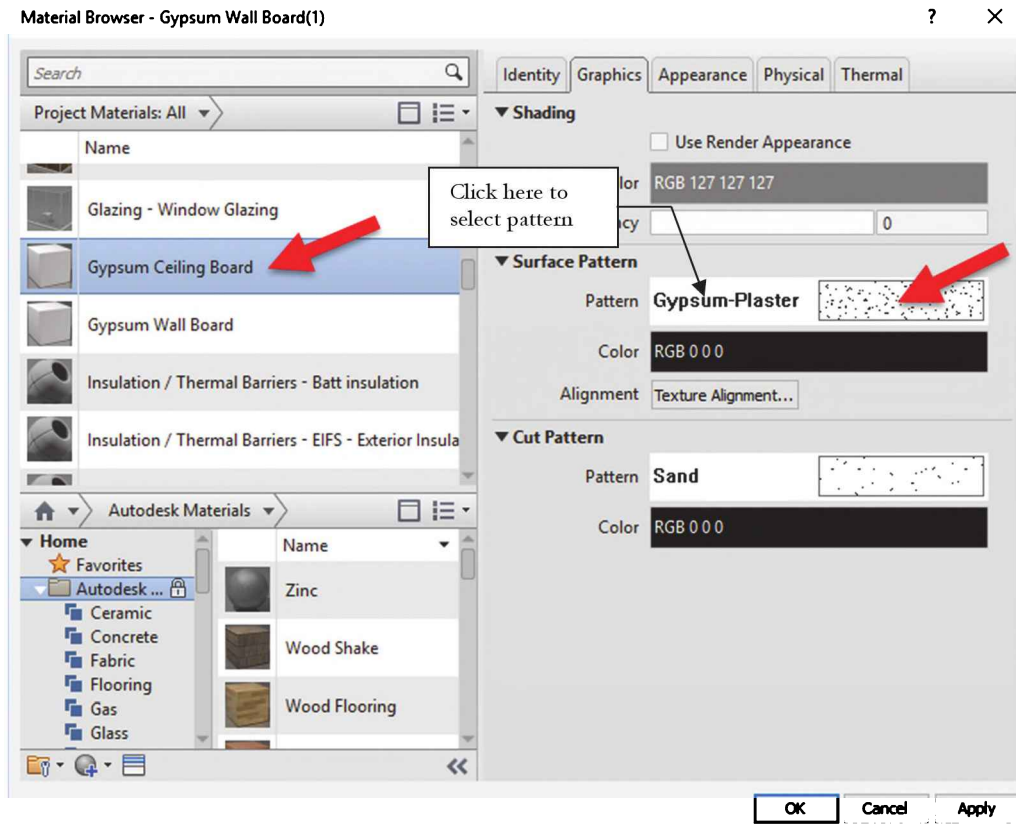 Material Browser - Gypsum Wall Board(1)
?
Search
Project Materials: All
Name
Glazing - Window Glazing
Gypsum Ceiling Board
Gypsum Wall Board
Insulation / Thermal Barriers - Batt insulation
Insulation / Thermal Barriers - EIFS - Exterior Insula
Autodesk Materials
Home
Favorites
Autodesk ...
Ceramic
Concrete
Fabric
Flooring
Gas
Glass
Name
Zinc
Wood Shake
Wood Flooring
Identity Graphics Appearance Physical Thermal
Shading
Use Render Appearance
lor RGB 127 127 127
Click here to
select pattern
cy 0
Surface Pattern
Pattern Gypsum-Plaster
Color RGB 0 0 0
Alignment Texture Alignment...
Cut Pattern
Pattern Sand
Color RGB 0 0 0
OK Cancel Apply